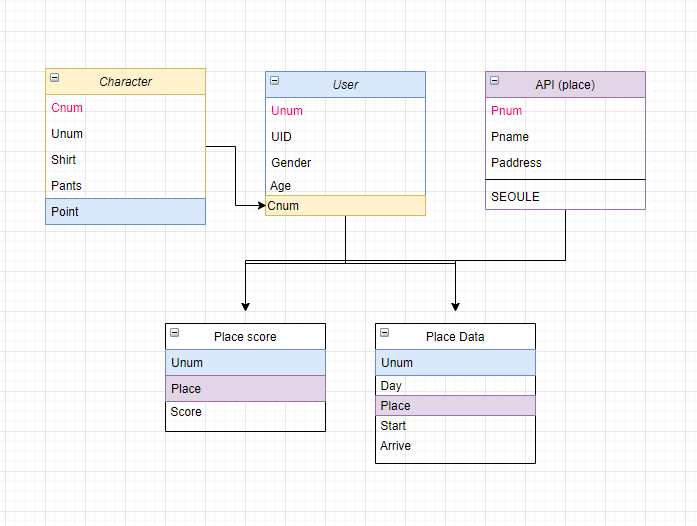 Character
Cnum
Unum
Shirt
Pants
Point
User
Unum
UID
Gender
Age
Cnum
API (place)
Pnum
Pname
Paddress
SEOULE
Place score
Unum
Place
Score
Place Data
Unum
Day
Place
Start
Arrive